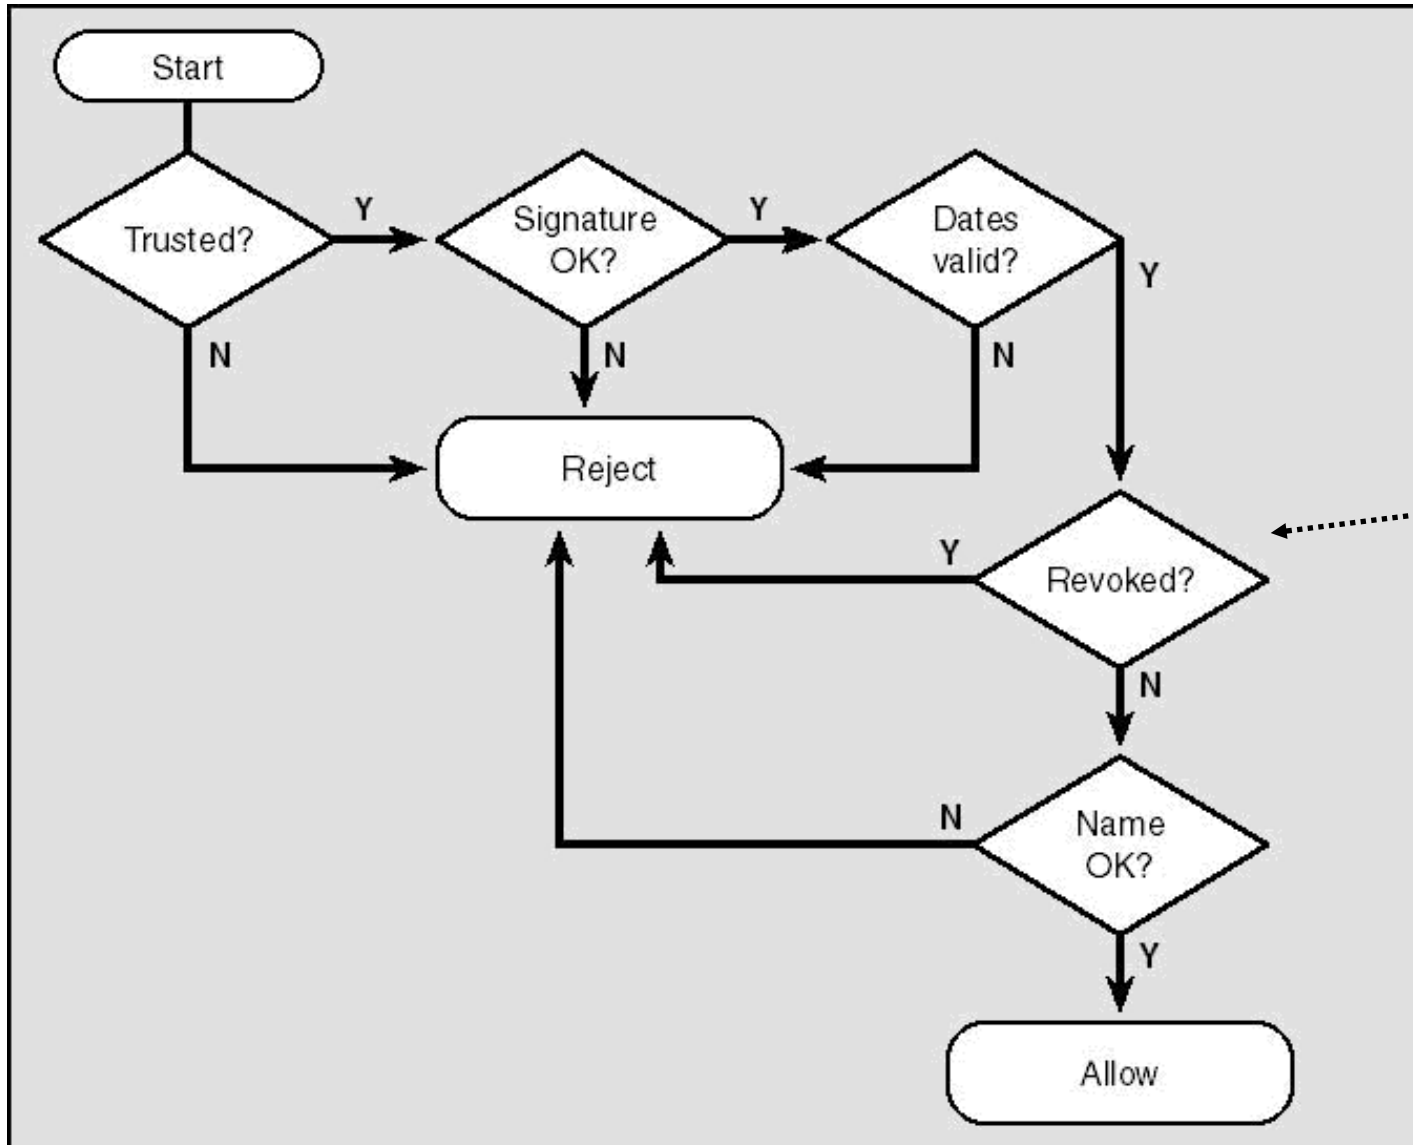 Start
Trusted?
Y
Signature
OK?
Y
Dates
valid?
Y
N
N
N
Reject
Y
Revoked?
N
N
Name
OK?
Y
Allow